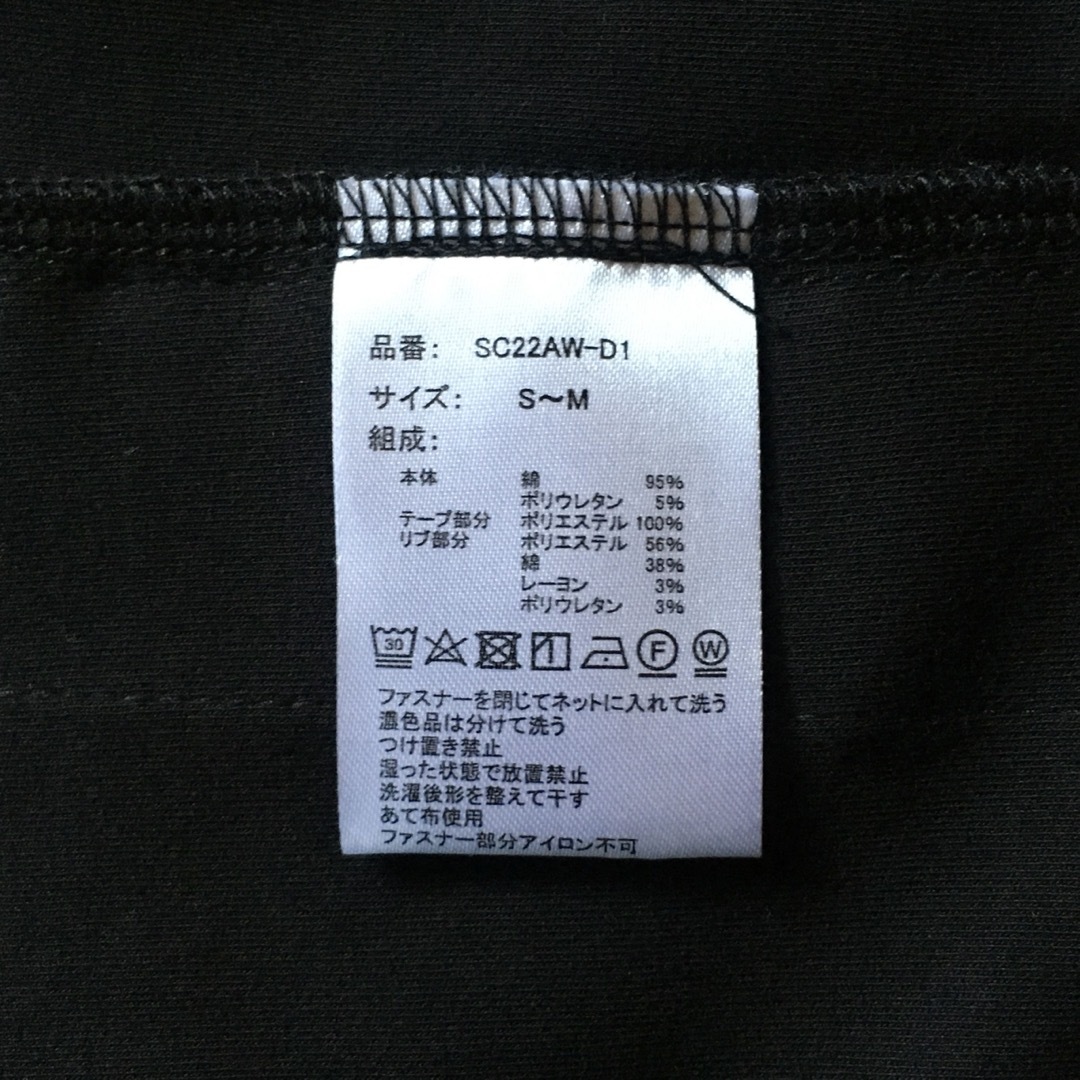 品番: SC22AW-D1
サイズ: S～M
組成:
本体 綿 95%
ポリウレタン 5%
テープ部分 ポリエステル 100%
リブ部分 ポリエステル 56%
綿 38%
レーヨン 3%
ポリウレタン 3%
30 F W
ファスナーを閉じてネットに入れて洗う
濃色品は分けて洗う
つけ置き禁止
湿った状態で放置禁止
洗濯後形を整えて干す
あて布使用
ファスナー部分アイロン不可